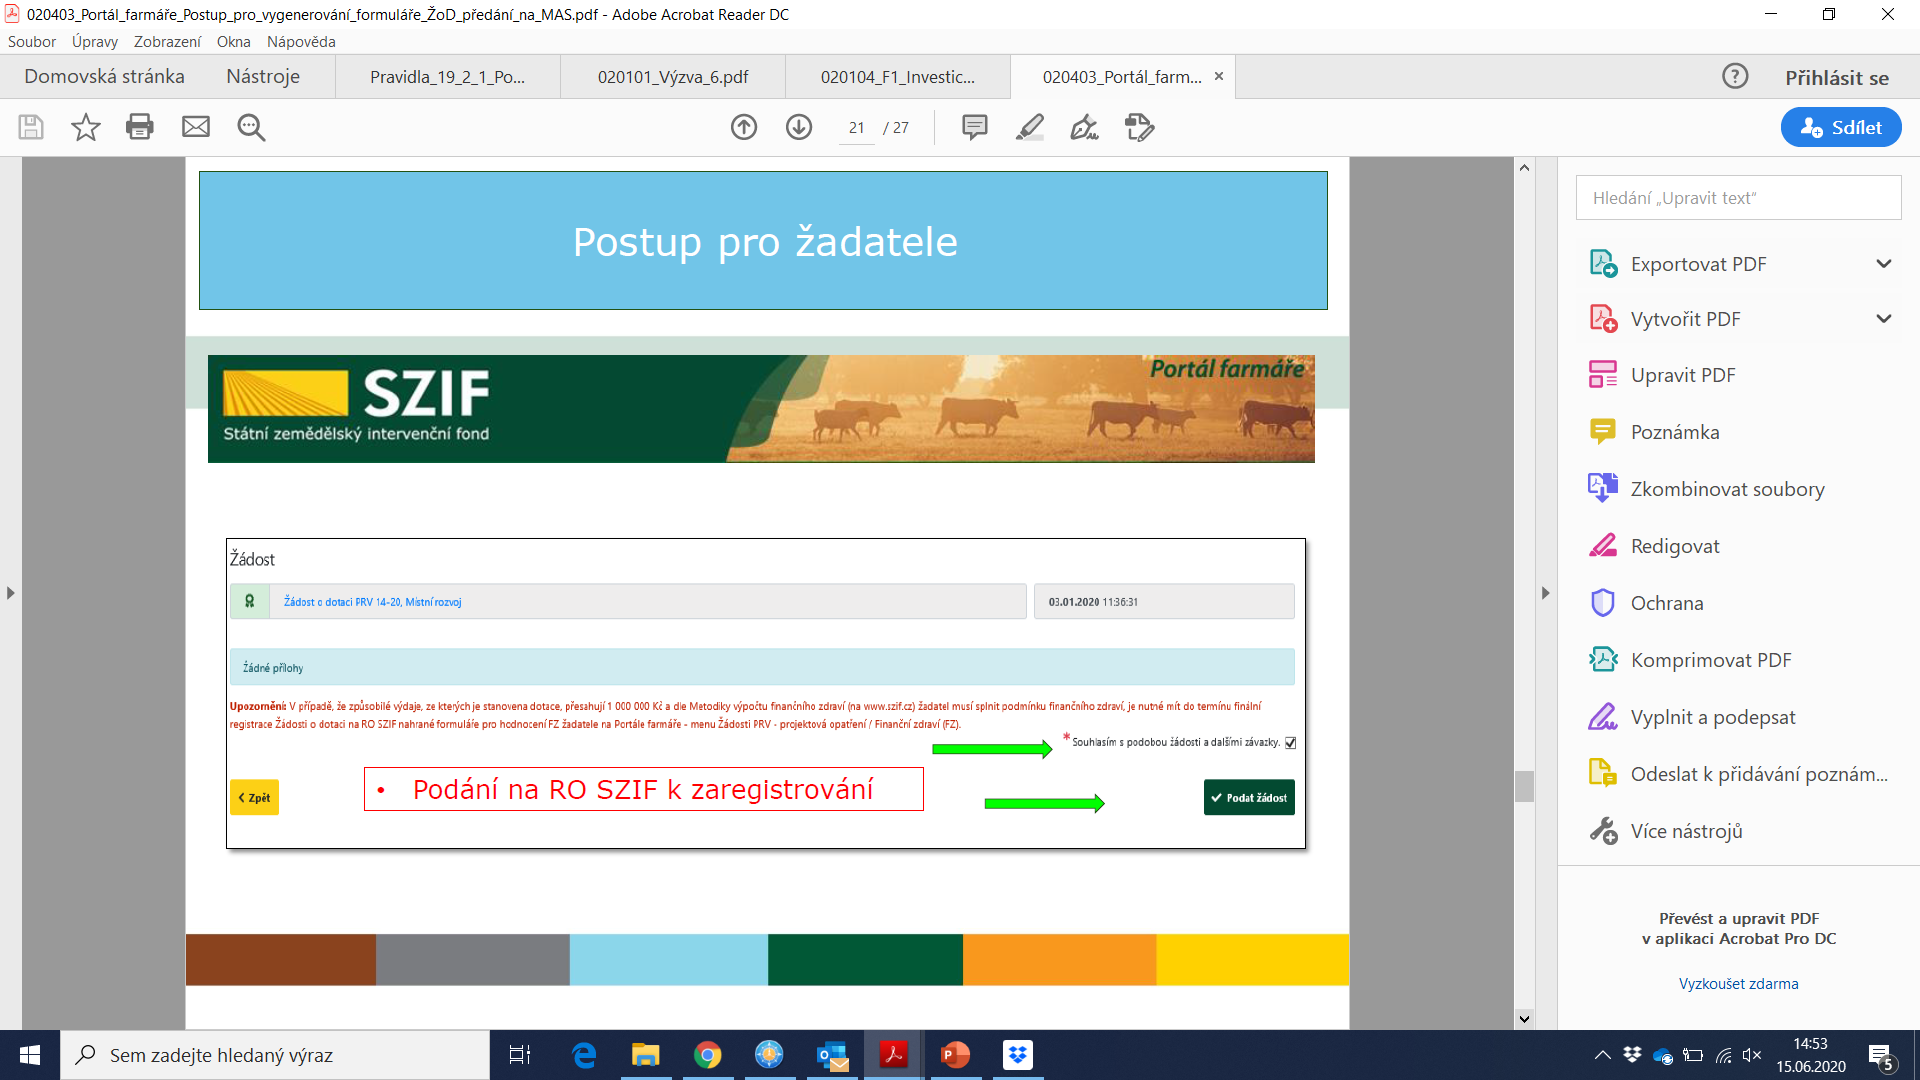 020403_Portál_farmáře_Postup_pro_vygenerování_formuláře_ŽoD_předání_na_MAS.pdf - Adobe Acrobat Reader DC
Soubor Úpravy Zobrazení Okna Nápověda
Domovská stránka Nástroje Pravidla_19_2_1_Po... 020101_Výzva_6.pdf 020104_F1_Investic... 020403_Portál_farm... × Přihlásit se
21 / 27
Sdílet
Postup pro žadatele
Portál farmáře
SZIF
Státní zemědělský intervenční fond
Žádost
Žádost o dotaci PRV 14-20, Místní rozvoj 03.01.2020 11:36:31
Žádné přílohy
Upozornění: V případě, že způsobilé výdaje, ze kterých je stanovena dotace, přesahují 1 000 000 Kč a dle Metodiky výpočtu finančního zdraví (na www.szif.cz) žadatel musí splnit podmínku finančního zdraví, je nutné mít do termínu finální
registrace Žádosti o dotaci na RO SZIF nahrané formuláře pro hodnocení FZ žadatele na Portále farmáře - menu Žádosti PRV - projektová opatření / Finanční zdraví (FZ).
* Souhlasím s podobou žádosti a dalšími závazky.
Zpět
• Podání na RO SZIF k zaregistrování
Podat žádost
Hledání „Upravit text“
Exportovat PDF
Vytvořit PDF
Upravit PDF
Poznámka
Zkombinovat soubory
Redigovat
Ochrana
Komprimovat PDF
Vyplnit a podepsat
Odeslat k přidávání poznám...
Více nástrojů
Převést a upravit PDF
v aplikaci Acrobat Pro DC
Vyzkoušet zdarma
Sem zadejte hledaný výraz
14:53
15.06.2020
5